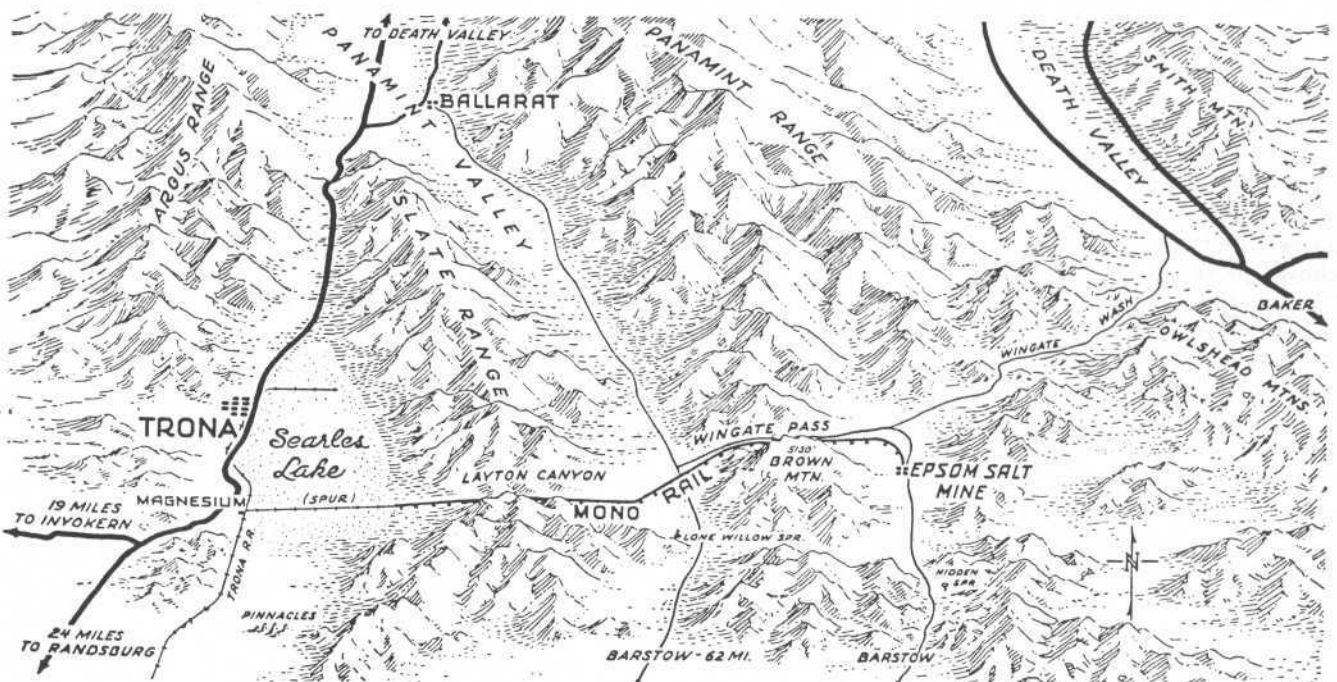 TO DEATH VALLEY
PANAMINT VALLEY
PANAMINT RANGE
DEATH VALLEY
SMITH MTN.
ARGUS RANGE
BALLARAT
SLATE RANGE
BAKER
WASH
WINGATE
OWLSHEAD MTNS
TRONA
Searles
Lake
(SPUR)
WINGATE PASS
5130'
BROWN
MTN.
EPSOM SALT
MINE
LAYTON CANYON
MONO RAIL
MAGNESIUM
19 MILES
TO INYOKERN
LONE WILLOW SPR.
TRONA R.R.
HIDDEN
SPR.
N
PINNACLES
24 MILES
TO RANDSBURG
BARSTOW - 62 MI.
BARSTOW